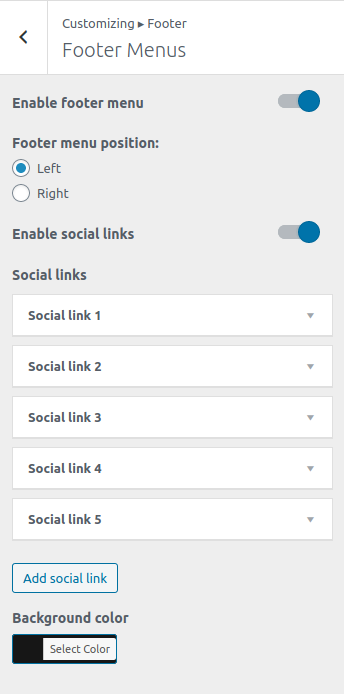 Customizing ▸ Footer
Footer Menus
Enable footer menu
Footer menu position:
Left
Right
Enable social links
Social links
Social link 1
Social link 2
Social link 3
Social link 4
Social link 5
Add social link
Background color
Select Color